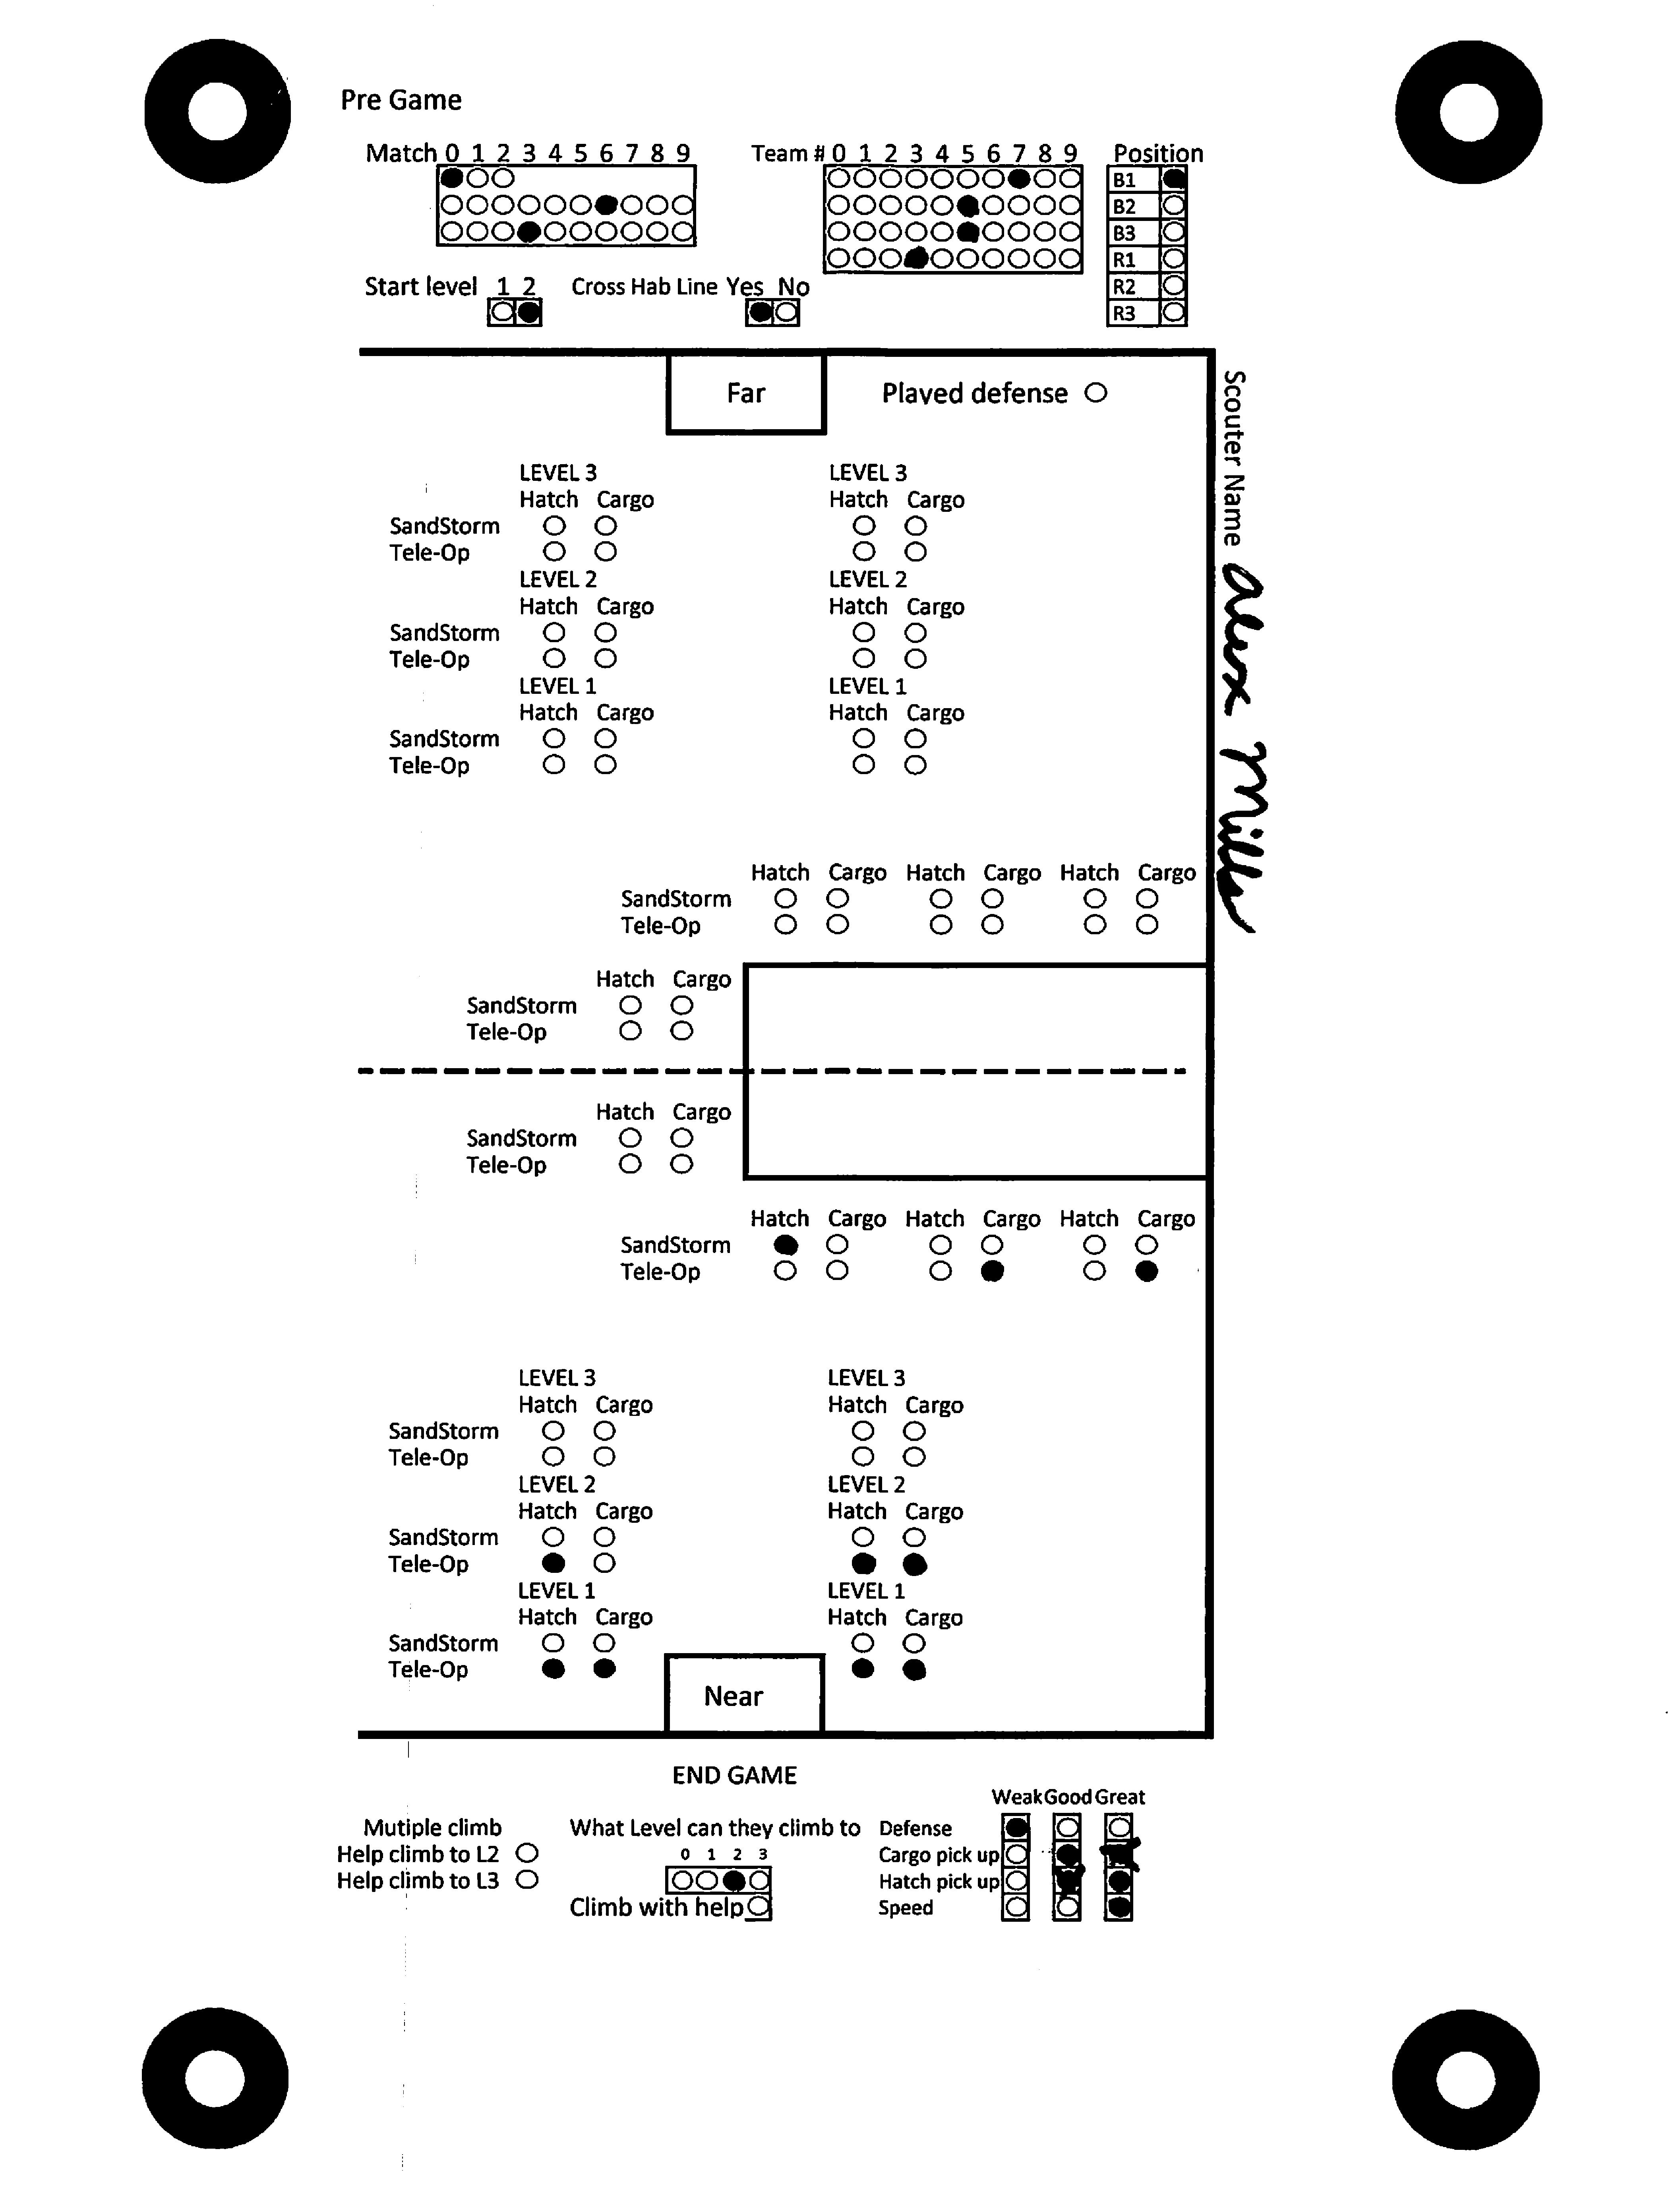 Pre Game
Match 0 1 2 3 4 5 6 7 8 9
Team # 0 1 2 3 4 5 6 7 8 9
Position
B1
B2
B3
R1
R2
R3
Start level 1 2
Cross Hab Line Yes No
Scouter Name Alex Miller
Far
Played defense
LEVEL 3 LEVEL 3
Hatch Cargo Hatch Cargo
SandStorm
Tele-Op
LEVEL 2 LEVEL 2
Hatch Cargo Hatch Cargo
SandStorm
Tele-Op
LEVEL 1 LEVEL 1
Hatch Cargo Hatch Cargo
SandStorm
Tele-Op
Hatch Cargo Hatch Cargo Hatch Cargo
SandStorm
Tele-Op
Hatch Cargo
SandStorm
Tele-Op
Hatch Cargo
SandStorm
Tele-Op
Hatch Cargo Hatch Cargo Hatch Cargo
SandStorm
Tele-Op
LEVEL 3 LEVEL 3
Hatch Cargo Hatch Cargo
SandStorm
Tele-Op
LEVEL 2 LEVEL 2
Hatch Cargo Hatch Cargo
SandStorm
Tele-Op
LEVEL 1 LEVEL 1
Hatch Cargo Hatch Cargo
SandStorm
Tele-Op
Near
END GAME
Mutiple climb
Help climb to L2
Help climb to L3
What Level can they climb to
0 1 2 3
Climb with help
Weak Good Great
Defense
Cargo pick up
Hatch pick up
Speed